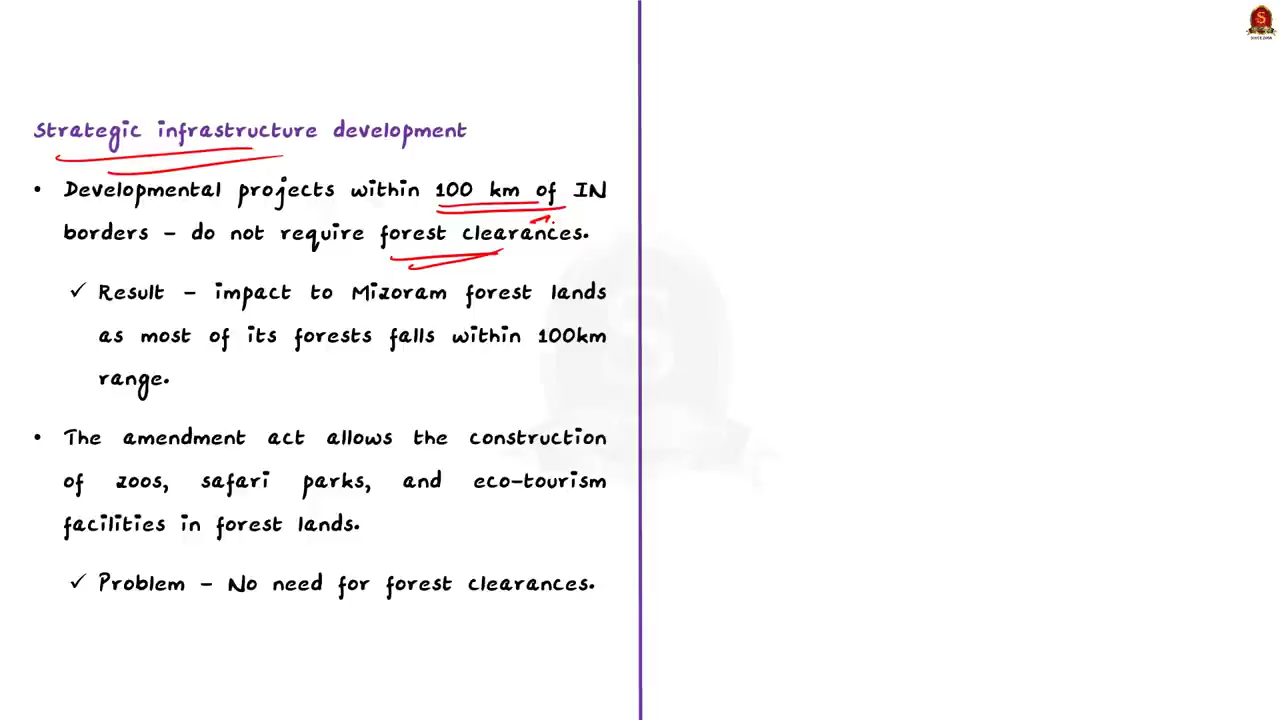 Strategic infrastructure development
• Developmental projects within 100 km of IN
borders - do not require forest clearances.
✓ Result - impact to Mizoram forest lands
as most of its forests falls within 100km
range.
• The amendment act allows the construction
of zoos, safari parks, and eco-tourism
facilities in forest lands.
✓ Problem - No need for forest clearances.